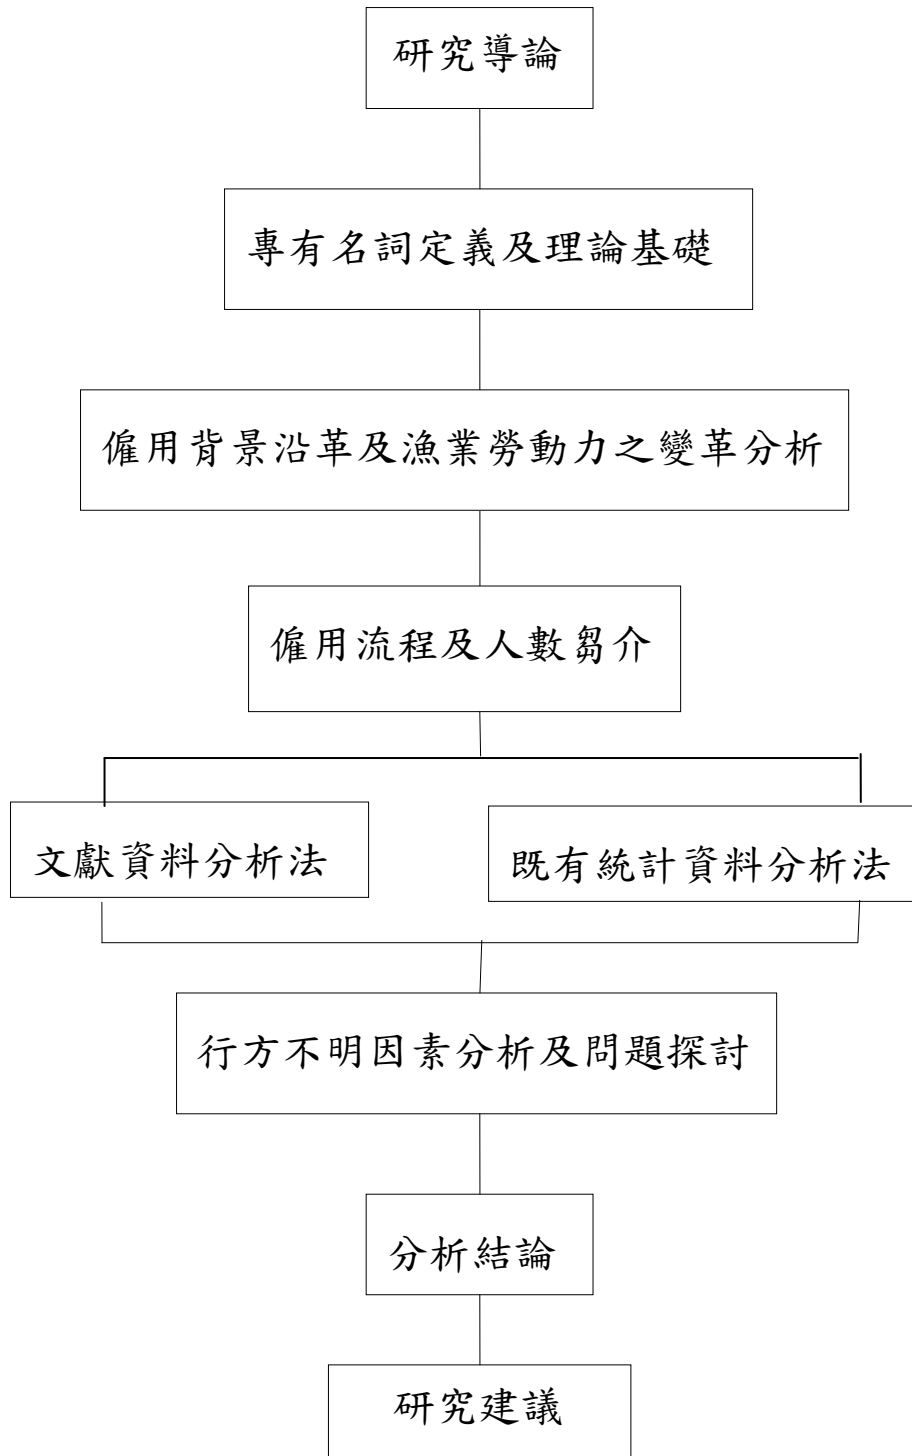 研究導論
專有名詞定義及理論基礎
僱用背景沿革及漁業勞動力之變革分析
僱用流程及人數芻介
文獻資料分析法
既有統計資料分析法
行方不明因素分析及問題探討
分析結論
研究建議